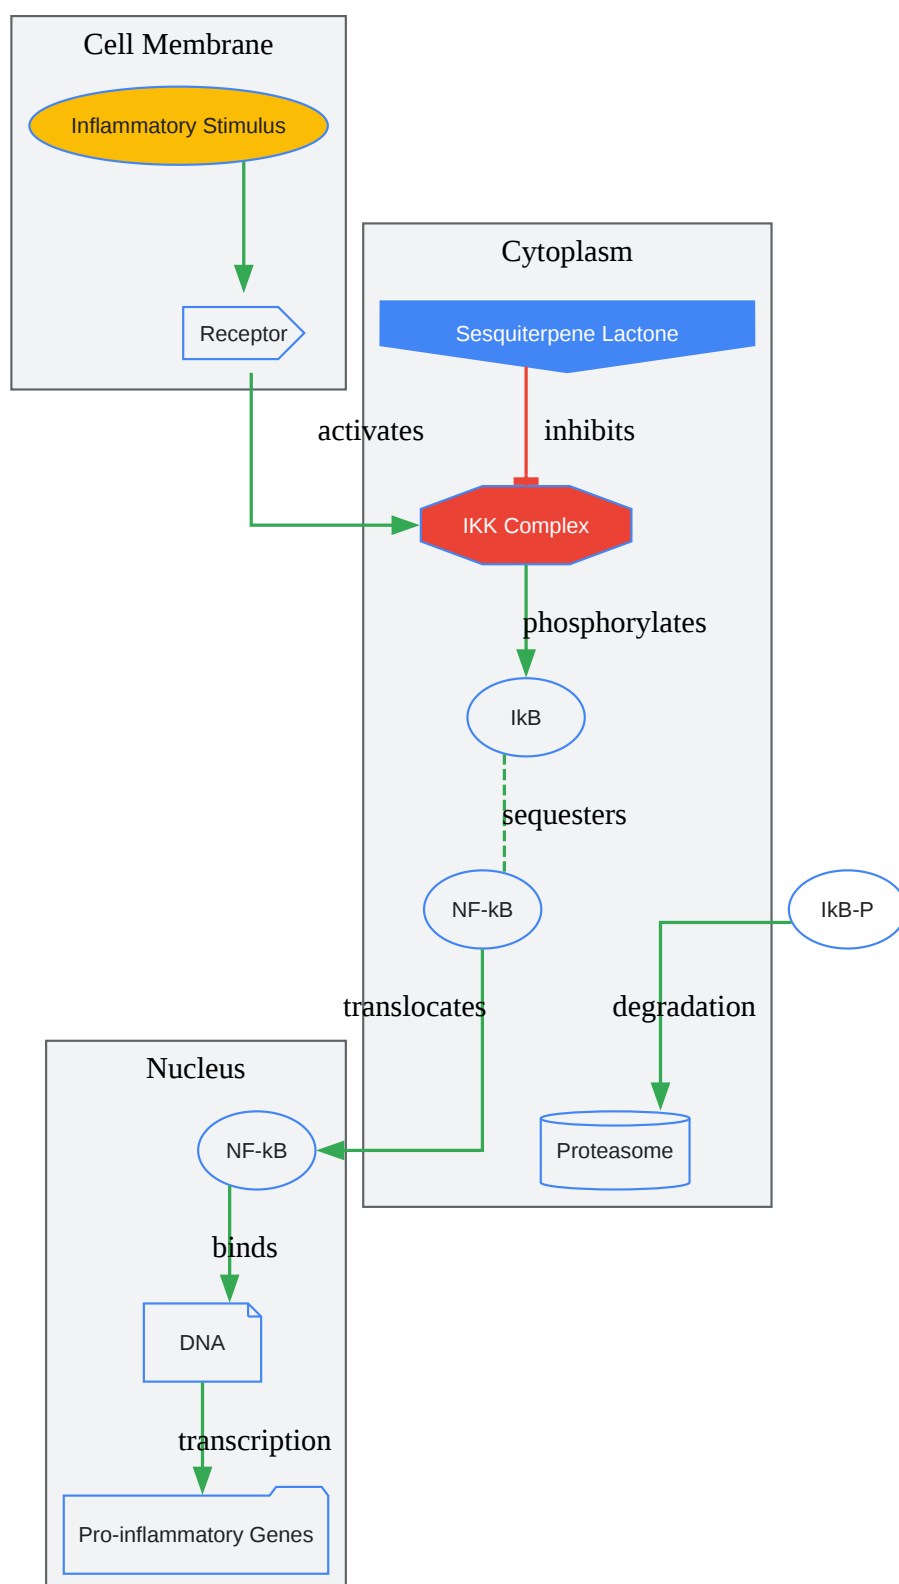 Cell Membrane
Inflammatory Stimulus
Receptor
activates
Cytoplasm
Sesquiterpene Lactone
inhibits
IKK Complex
phosphorylates
IkB
sequesters
NF-kB
IkB-P
translocates
degradation
Proteasome
Nucleus
NF-kB
binds
DNA
transcription
Pro-inflammatory Genes